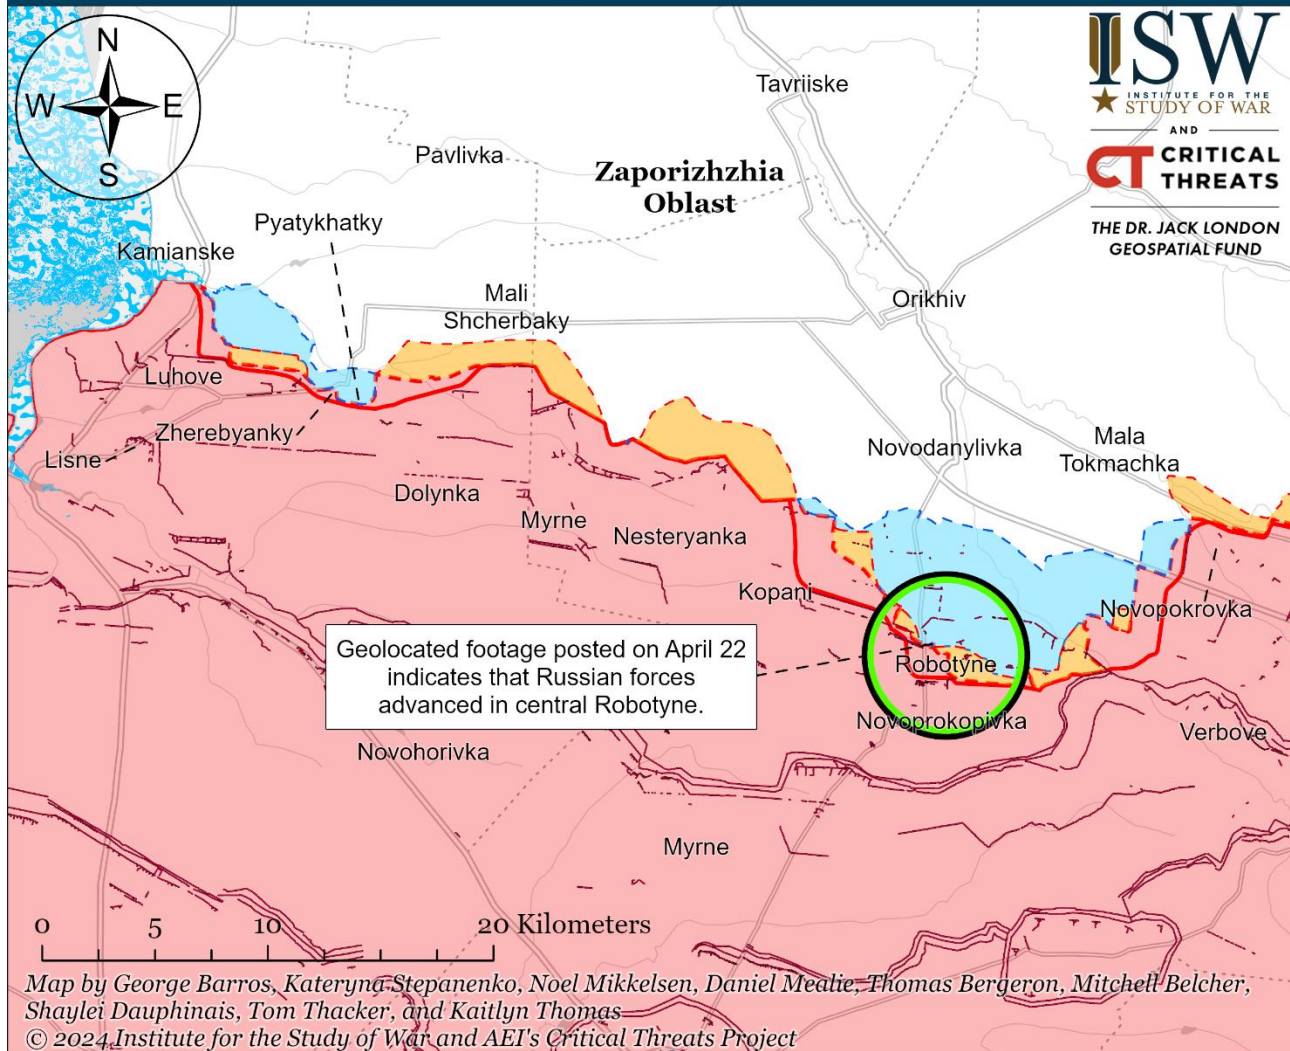 N
W E
S
ISW
INSTITUTE FOR THE
STUDY OF WAR
AND
CT CRITICAL
THREATS
THE DR. JACK LONDON
GEOSPATIAL FUND
Tavriiske
Pavlivka
Zaporizhzhia
Oblast
Pyatykhatky
Kamianske
Mali
Shcherbaky
Orikhiv
Luhove
Zherebyanky
Lisne
Novodanylivka
Mala
Tokmachka
Dolynka
Myrne
Nesteryanka
Kopani
Novopokrovka
Geolocated footage posted on April 22
indicates that Russian forces
advanced in central Robotyne.
Robotyne
Novoprokopivka
Verbove
Novohorivka
Myrne
0 5 10 20 Kilometers
Map by George Barros, Kateryna Stepanenko, Noel Mikkelsen, Daniel Mealie, Thomas Bergeron, Mitchell Belcher,
Shaylei Dauphinais, Tom Thacker, and Kaitlyn Thomas
© 2024 Institute for the Study of War and AEI's Critical Threats Project